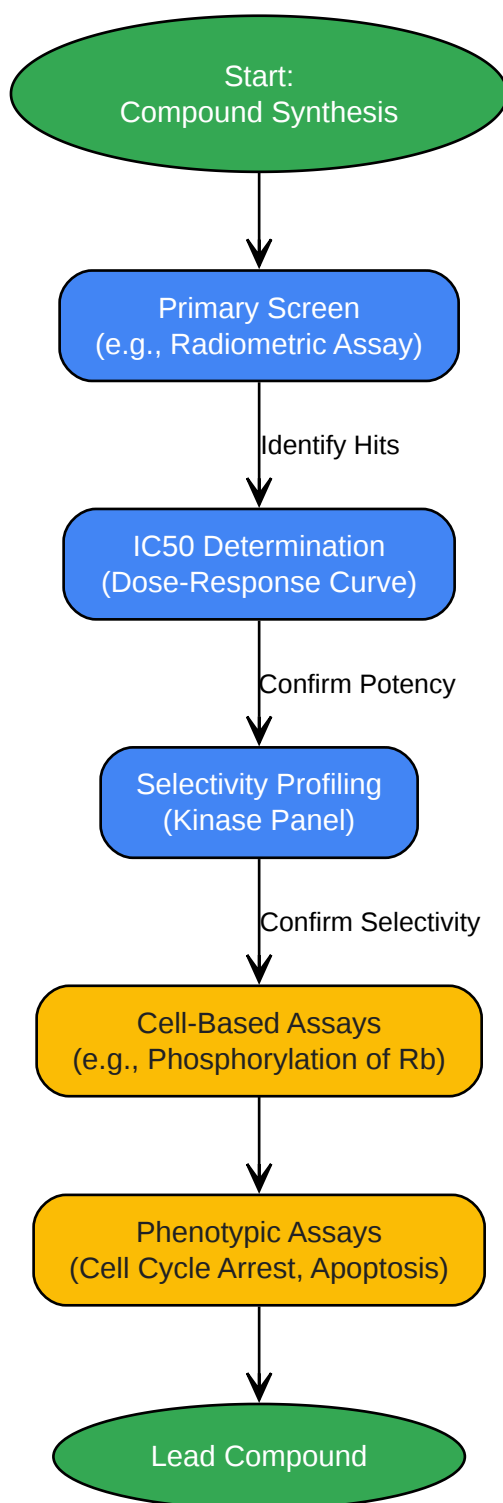 Start:
Compound Synthesis
Primary Screen
(e.g., Radiometric Assay)
Identify Hits
IC50 Determination
(Dose-Response Curve)
Confirm Potency
Selectivity Profiling
(Kinase Panel)
Confirm Selectivity
Cell-Based Assays
(e.g., Phosphorylation of Rb)
Phenotypic Assays
(Cell Cycle Arrest, Apoptosis)
Lead Compound